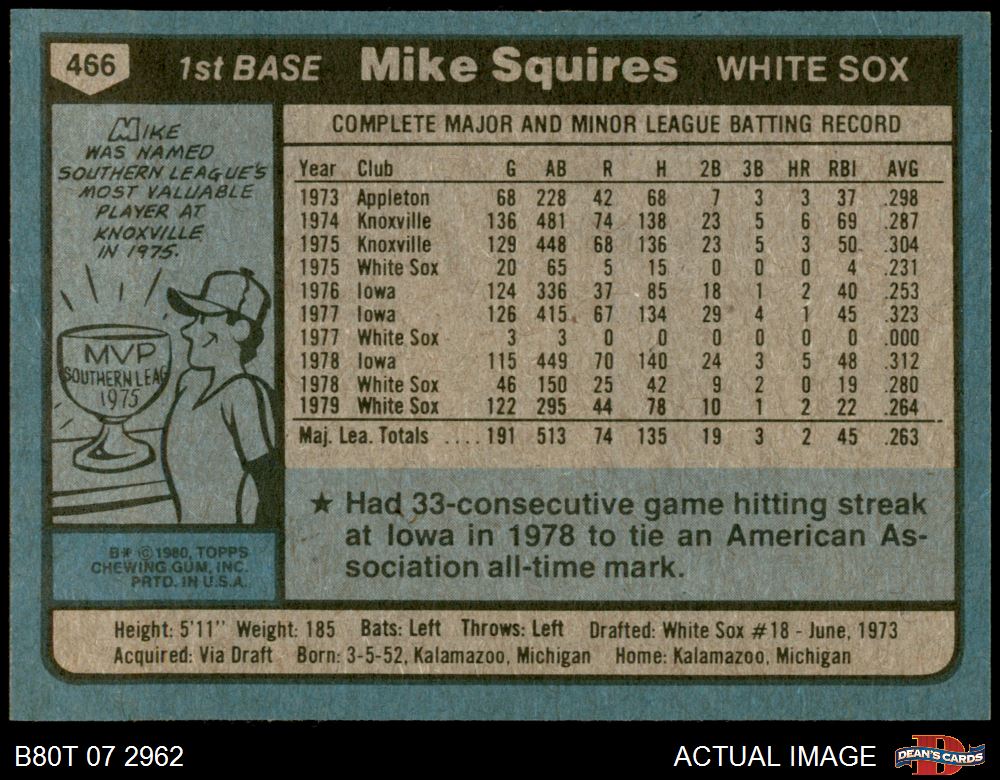 466 1st BASE Mike Squires WHITE SOX
MIKE
WAS NAMED
SOUTHERN LEAGUE'S
MOST VALUABLE
PLAYER AT
KNOXVILLE
IN 1975.
MVP
SOUTHERN LEAG
1975
B* © 1980, TOPPS
CHEWING GUM, INC.
PRTD. IN U.S.A.
COMPLETE MAJOR AND MINOR LEAGUE BATTING RECORD
Year Club G AB R H 2B 3B HR RBI AVG
1973 Appleton 68 228 42 68 7 3 3 37 .298
1974 Knoxville 136 481 74 138 23 5 6 69 .287
1975 Knoxville 129 448 68 136 23 5 3 50 .304
1975 White Sox 20 65 5 15 0 0 0 4 .231
1976 Iowa 124 336 37 85 18 1 2 40 .253
1977 Iowa 126 415 67 134 29 4 1 45 .323
1977 White Sox 3 3 0 0 0 0 0 0 .000
1978 Iowa 115 449 70 140 24 3 5 48 .312
1978 White Sox 46 150 25 42 9 2 0 19 .280
1979 White Sox 122 295 44 78 10 1 2 22 .264
Maj. Lea. Totals .... 191 513 74 135 19 3 2 45 .263
★ Had 33-consecutive game hitting streak
at Iowa in 1978 to tie an American As-
sociation all-time mark.
Height: 5'11" Weight: 185 Bats: Left Throws: Left Drafted: White Sox #18 - June, 1973
Acquired: Via Draft Born: 3-5-52, Kalamazoo, Michigan Home: Kalamazoo, Michigan
B80T 07 2962 ACTUAL IMAGE DEAN'S CARDS